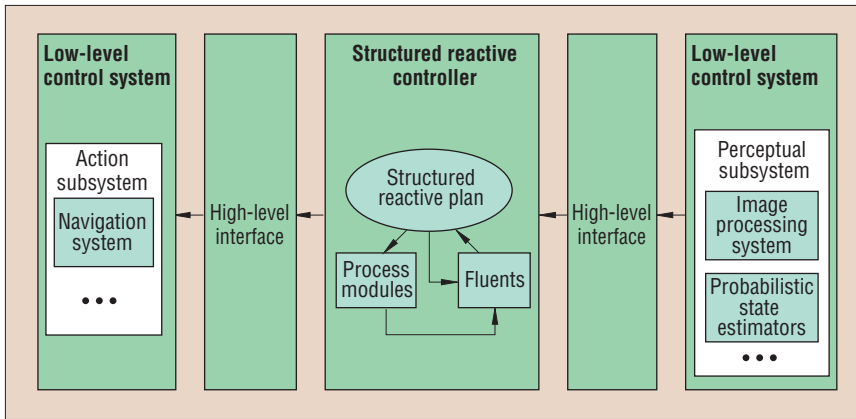 Low-level
control system
Action
subsystem
Navigation
system
•••
High-level
interface
Structured reactive
controller
Structured
reactive plan
Process
modules
Fluents
High-level
interface
Low-level
control system
Perceptual
subsystem
Image
processing
system
Probabilistic
state
estimators
•••